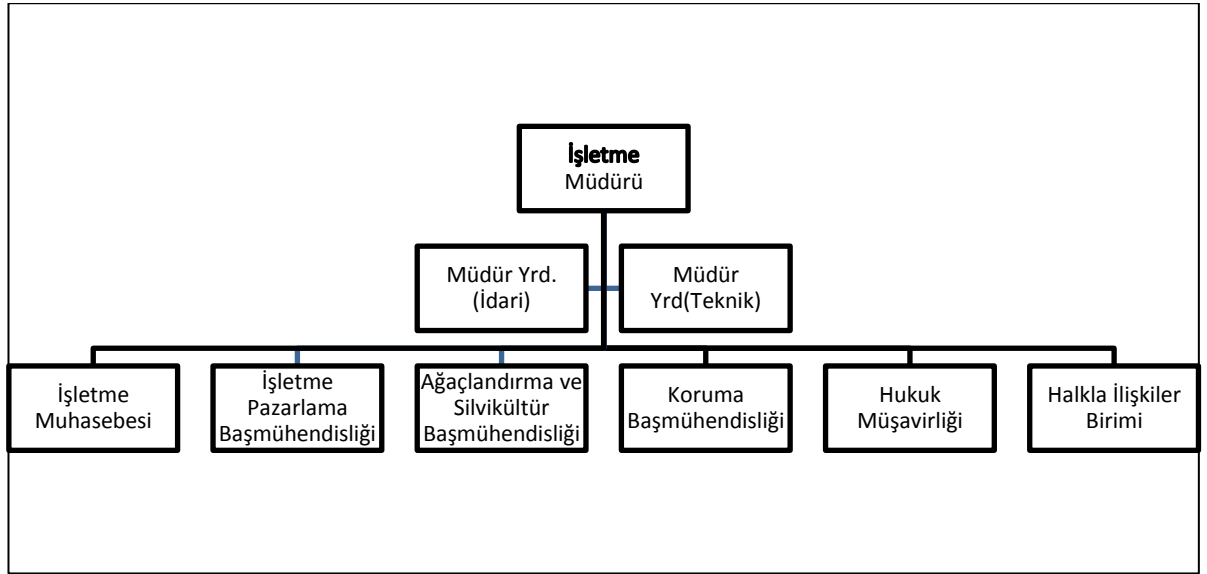 İşletme
Müdürü
Müdür Yrd.
(İdari)
Müdür
Yrd(Teknik)
İşletme
Muhasebesi
İşletme
Pazarlama
Başmühendisliği
Ağaçlandırma ve
Silvikültür
Başmühendisliği
Koruma
Başmühendisliği
Hukuk
Müşavirliği
Halkla İlişkiler
Birimi